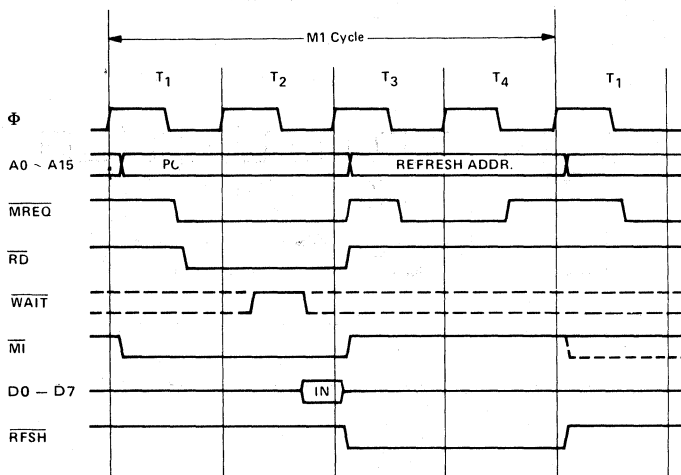 M1 Cycle
T1 T2 T3 T4 T1
Φ
A0 ~ A15 PC REFRESH ADDR.
MREQ
RD
WAIT
MI
D0 — D7 IN
RFSH